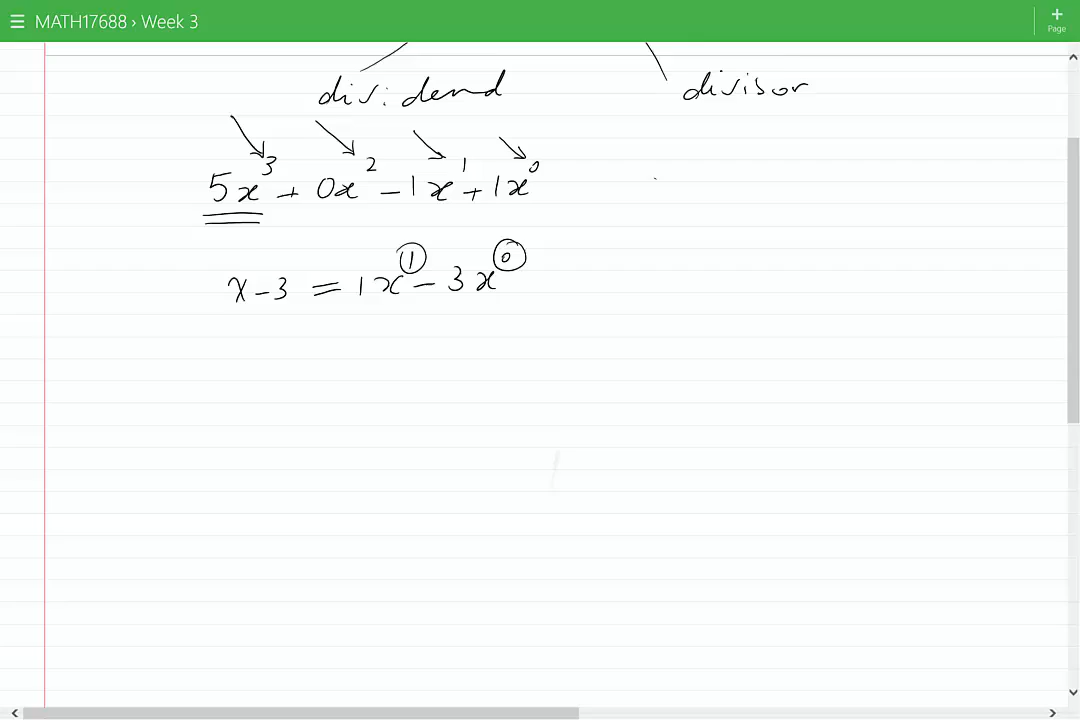 MATH17688 › Week 3
Page
dividend divisor
5x³ + 0x² - 1x¹ + 1x⁰
x - 3 = 1x¹ - 3x⁰